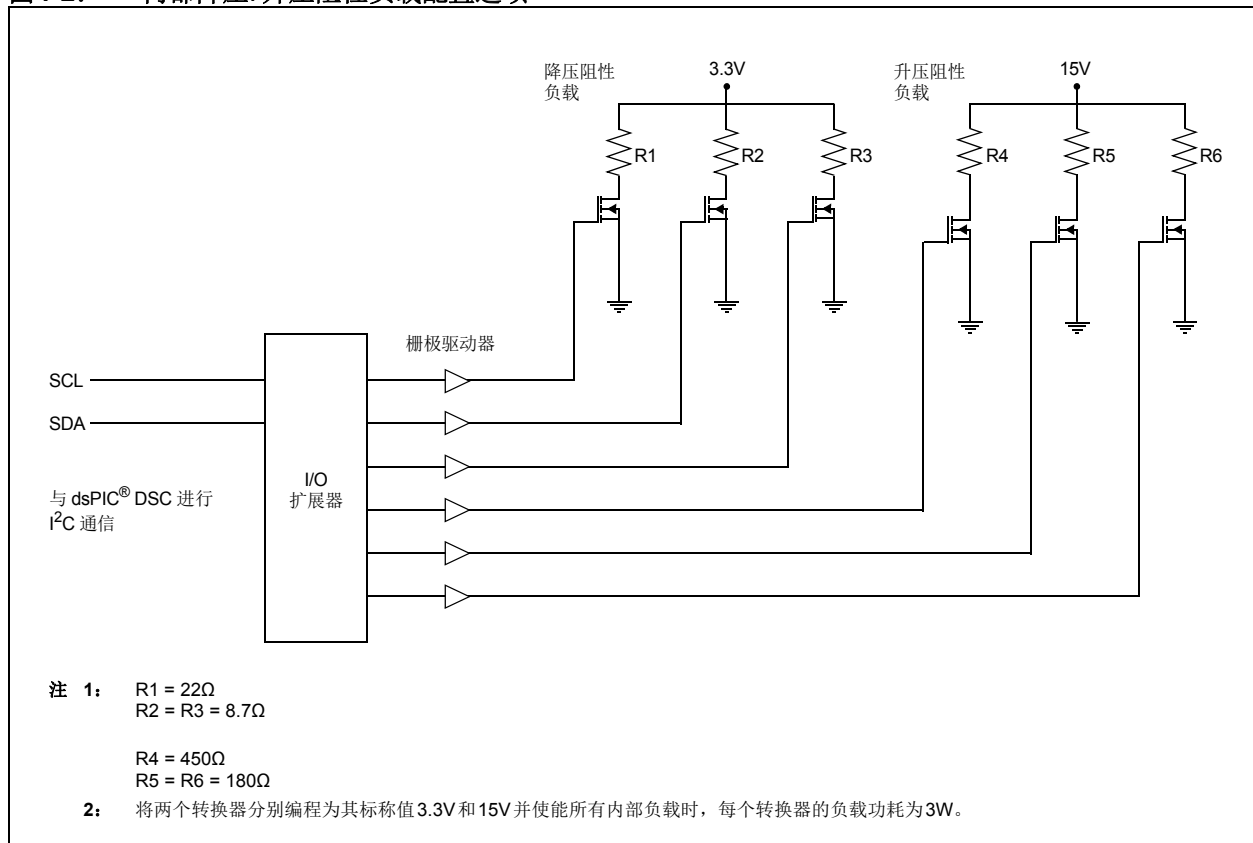 降压阻性
负载
3.3V
升压阻性
负载
15V
R1
R2
R3
R4
R5
R6
栅极驱动器
SCL
SDA
I/O
扩展器
与 dsPIC® DSC 进行
I²C 通信
注 1： R1 = 22Ω
R2 = R3 = 8.7Ω
R4 = 450Ω
R5 = R6 = 180Ω
2： 将两个转换器分别编程为其标称值3.3V和15V并使能所有内部负载时，每个转换器的负载功耗为3W。